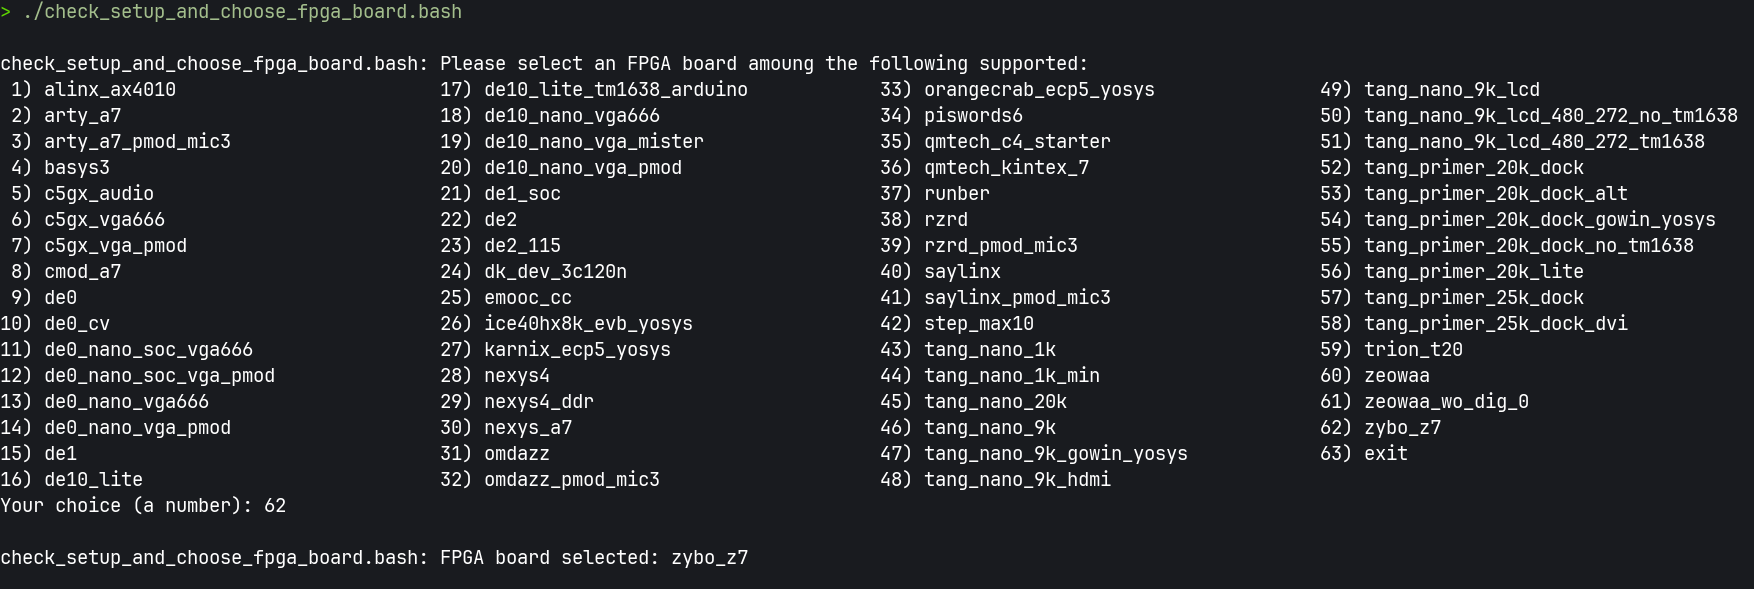 > ./check_setup_and_choose_fpga_board.bash
check_setup_and_choose_fpga_board.bash: Please select an FPGA board amoung the following supported:
 1) alinx_ax4010                        17) de10_lite_tm1638_arduino            33) orangecrab_ecp5_yosys               49) tang_nano_9k_lcd
 2) arty_a7                             18) de10_nano_vga666                    34) piswords6                           50) tang_nano_9k_lcd_480_272_no_tm1638
 3) arty_a7_pmod_mic3                   19) de10_nano_vga_mister                35) qmtech_c4_starter                   51) tang_nano_9k_lcd_480_272_tm1638
 4) basys3                              20) de10_nano_vga_pmod                  36) qmtech_kintex_7                     52) tang_primer_20k_dock
 5) c5gx_audio                          21) de1_soc                             37) runber                              53) tang_primer_20k_dock_alt
 6) c5gx_vga666                         22) de2                                 38) rzrd                                54) tang_primer_20k_dock_gowin_yosys
 7) c5gx_vga_pmod                       23) de2_115                             39) rzrd_pmod_mic3                      55) tang_primer_20k_dock_no_tm1638
 8) cmod_a7                             24) dk_dev_3c120n                       40) saylinx                             56) tang_primer_20k_lite
 9) de0                                 25) emooc_cc                            41) saylinx_pmod_mic3                   57) tang_primer_25k_dock
10) de0_cv                              26) ice40hx8k_evb_yosys                 42) step_max10                          58) tang_primer_25k_dock_dvi
11) de0_nano_soc_vga666                 27) karnix_ecp5_yosys                   43) tang_nano_1k                        59) trion_t20
12) de0_nano_soc_vga_pmod               28) nexys4                              44) tang_nano_1k_min                    60) zeowaa
13) de0_nano_vga666                     29) nexys4_ddr                          45) tang_nano_20k                       61) zeowaa_wo_dig_0
14) de0_nano_vga_pmod                   30) nexys_a7                            46) tang_nano_9k                        62) zybo_z7
15) de1                                 31) omdazz                              47) tang_nano_9k_gowin_yosys            63) exit
16) de10_lite                           32) omdazz_pmod_mic3                    48) tang_nano_9k_hdmi
Your choice (a number): 62
check_setup_and_choose_fpga_board.bash: FPGA board selected: zybo_z7